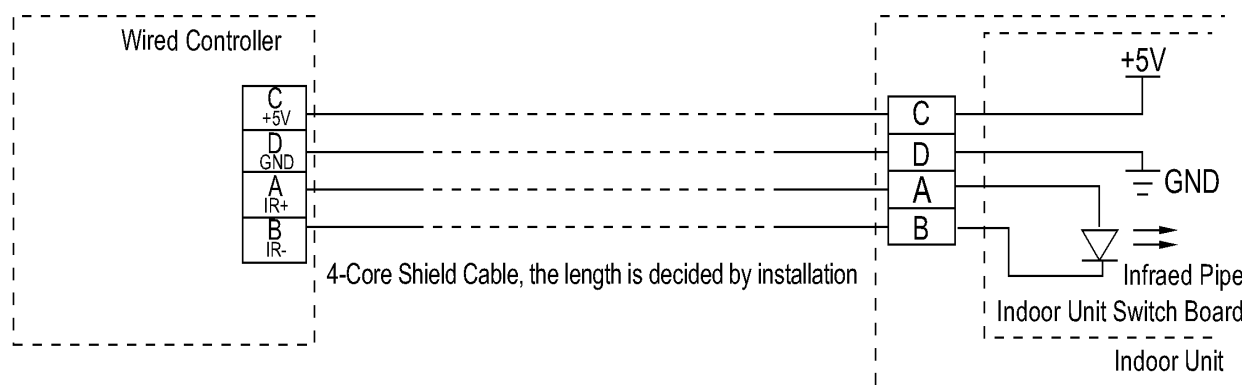 Wired Controller
C
+5V
D
GND
A
IR+
B
IR-
4-Core Shield Cable, the length is decided by installation
C
D
A
B
+5V
GND
Infraed Pipe
Indoor Unit Switch Board
Indoor Unit